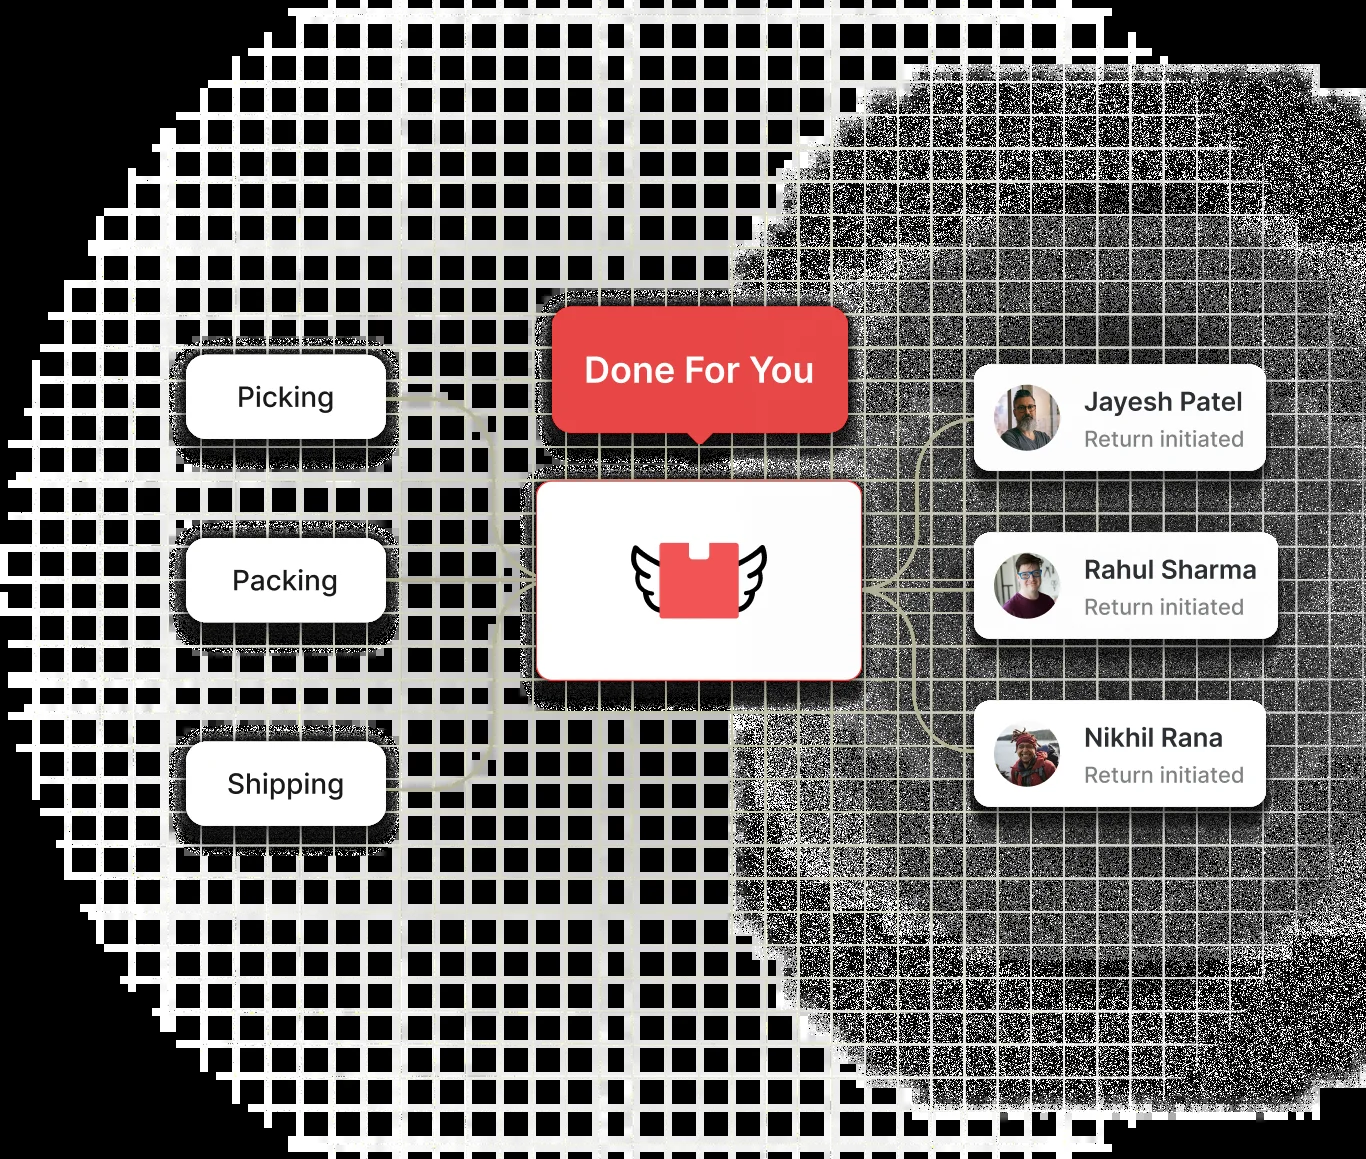 Picking
Packing
Shipping
Done For You
Jayesh Patel
Return initiated
Rahul Sharma
Return initiated
Nikhil Rana
Return initiated